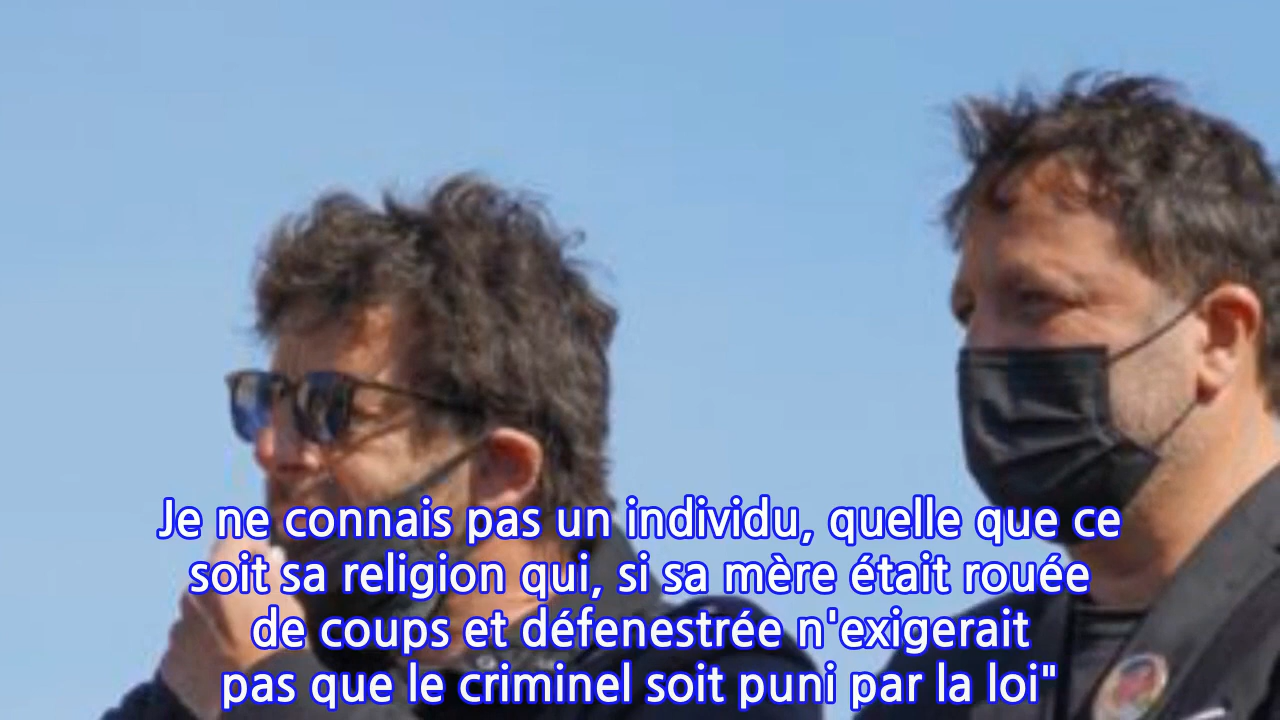 Je ne connais pas un individu, quelle que ce
soit sa religion qui, si sa mère était rouée
de coups et défenestrée n'exigerait
pas que le criminel soit puni par la loi"